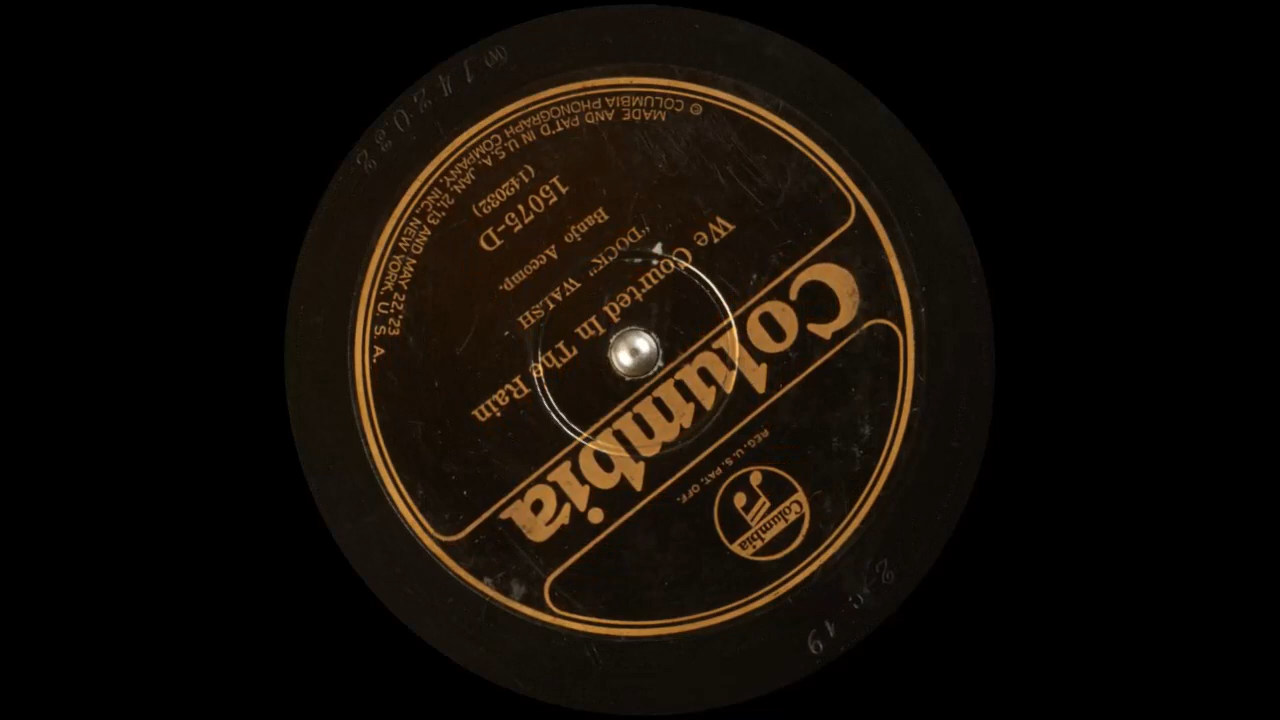 Columbia
REG. U.S. PAT. OFF.
Columbia
We Courted In The Rain
"DOCK" WALSH
Banjo Accomp.
15075-D
(142032)
MADE AND PAT'D IN U.S.A. JAN. 21,'13 AND MAY 22,'23
© COLUMBIA PHONOGRAPH COMPANY, INC., NEW YORK, U.S.A.
W142032